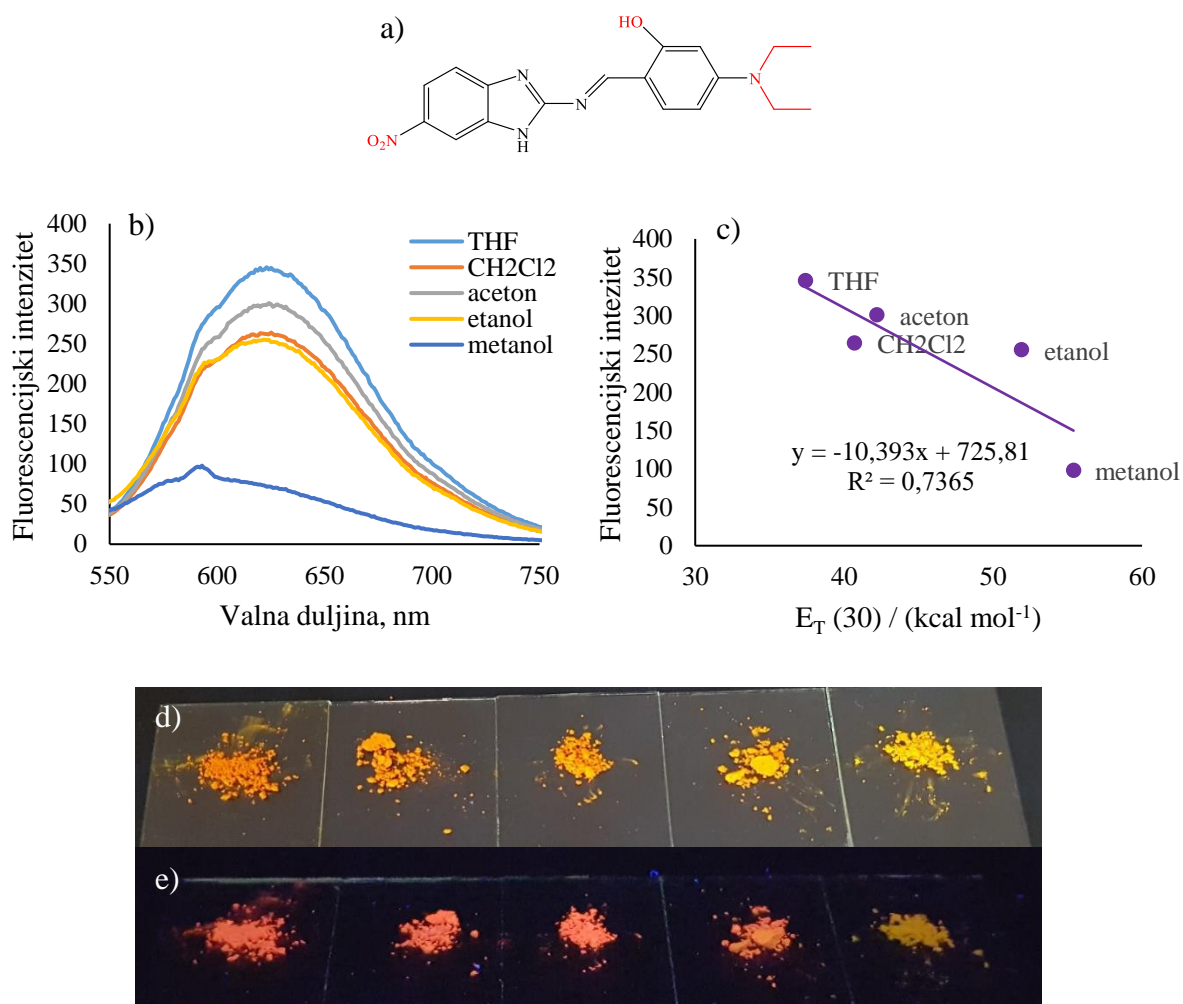 a)
HO
N
N
N
N
H
O₂N
b)
400
350
300
250
200
150
100
50
0
550
600
650
700
750
Fluorescencijski intenzitet
Valna duljina, nm
THF
CH2Cl2
aceton
etanol
metanol
c)
400
350
300
250
200
150
100
50
0
30
40
50
60
Fluorescencijski intezitet
E_T (30) / (kcal mol⁻¹)
THF
aceton
CH2Cl2
etanol
metanol
y = -10,393x + 725,81
R² = 0,7365
d)
e)